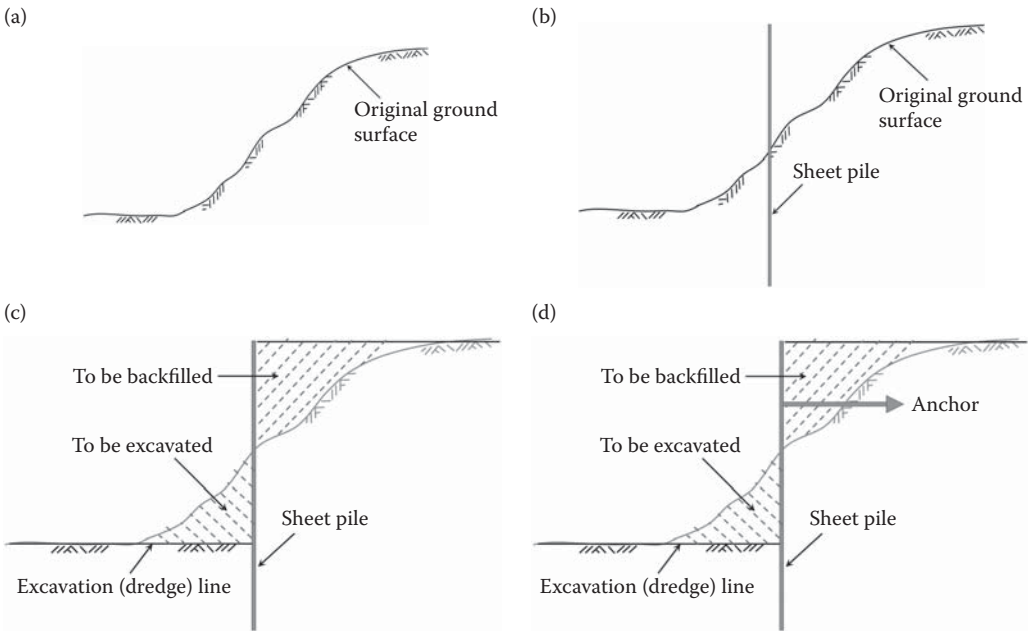 (a)
Original ground
surface
(b)
Original ground
surface
Sheet pile
(c)
To be backfilled
To be excavated
Sheet pile
Excavation (dredge) line
(d)
To be backfilled
Anchor
To be excavated
Sheet pile
Excavation (dredge) line